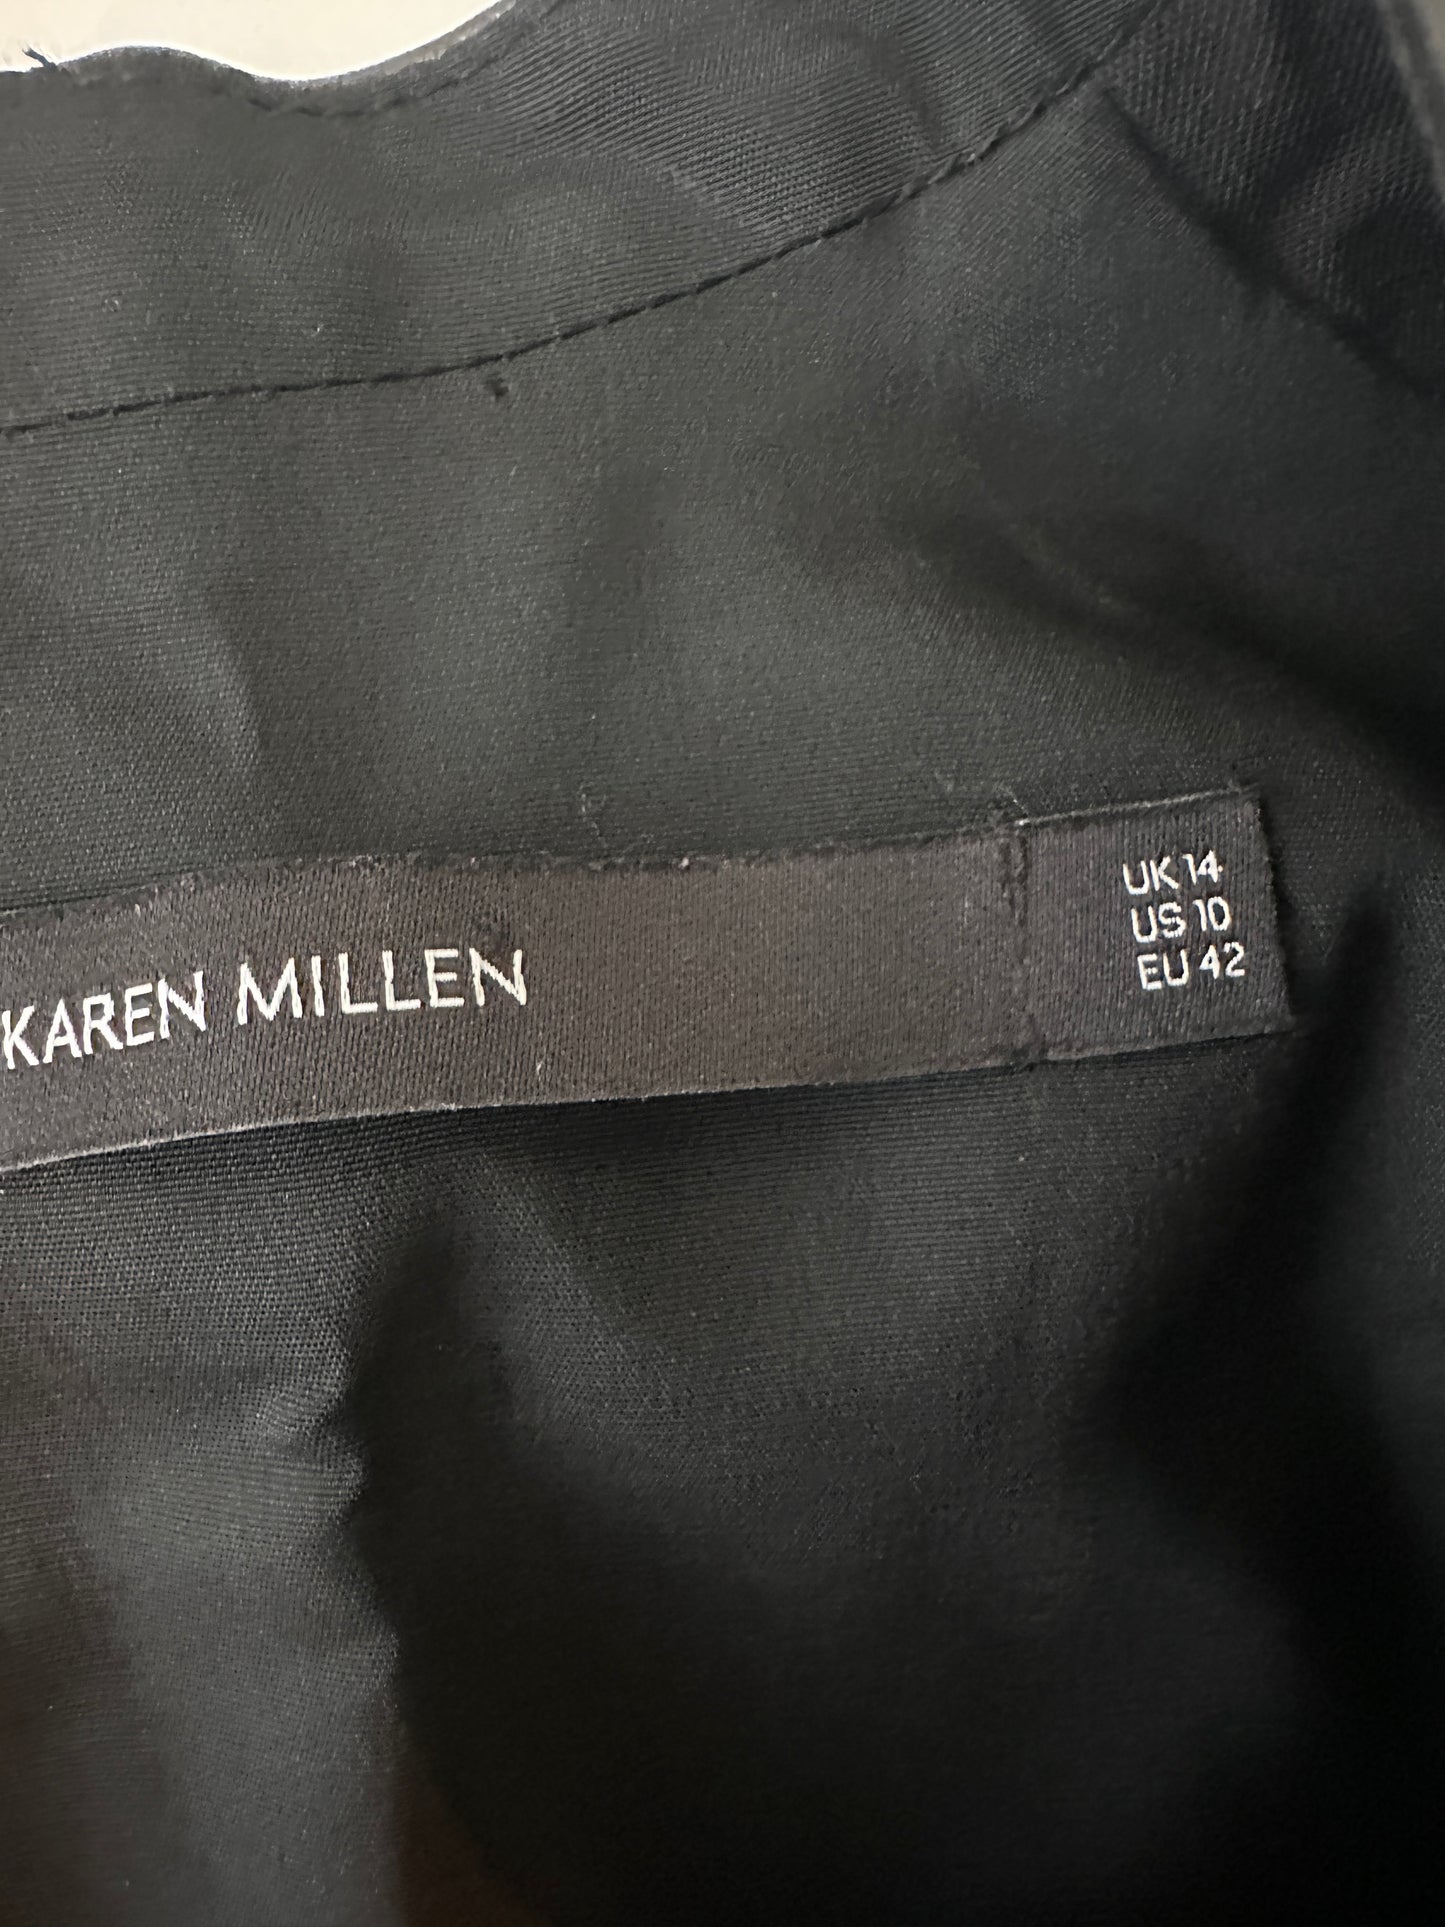 KAREN MILLEN
UK 14
US 10
EU 42